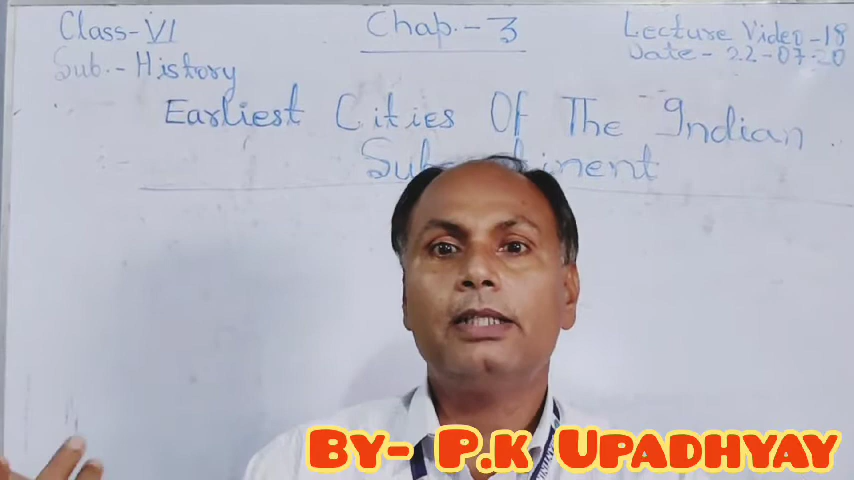 Class-VI
Chap.-3
Lecture Video-18
Sub.-History
Date-22-07-20
Earliest Cities Of The Indian
BY- P.K UPADHYAY